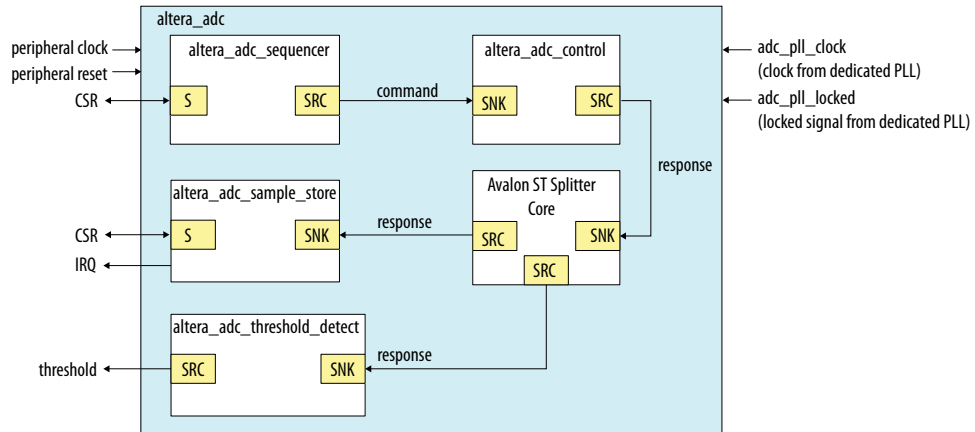 altera_adc
peripheral clock
peripheral reset
CSR
altera_adc_sequencer
S
SRC
command
altera_adc_control
SNK
SRC
adc_pll_clock
(clock from dedicated PLL)
adc_pll_locked
(locked signal from dedicated PLL)
response
altera_adc_sample_store
CSR
S
SNK
IRQ
response
Avalon ST Splitter
Core
SRC
SNK
SRC
altera_adc_threshold_detect
threshold
SRC
SNK
response